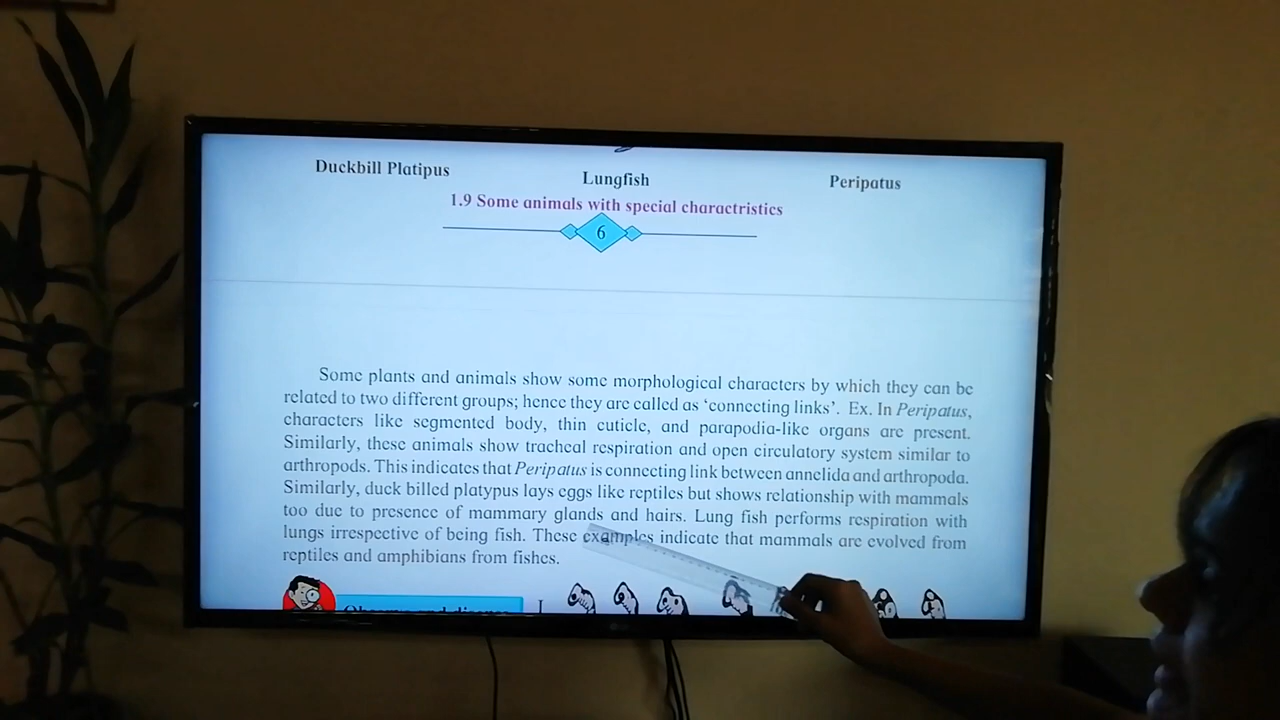 Duckbill Platipus
Lungfish
Peripatus
1.9 Some animals with special charactristics
6
Some plants and animals show some morphological characters by which they can be
related to two different groups; hence they are called as ‘connecting links’. Ex. In Peripatus,
characters like segmented body, thin cuticle, and parapodia-like organs are present.
Similarly, these animals show tracheal respiration and open circulatory system similar to
arthropods. This indicates that Peripatus is connecting link between annelida and arthropoda.
Similarly, duck billed platypus lays eggs like reptiles but shows relationship with mammals
too due to presence of mammary glands and hairs. Lung fish performs respiration with
lungs irrespective of being fish. These examples indicate that mammals are evolved from
reptiles and amphibians from fishes.